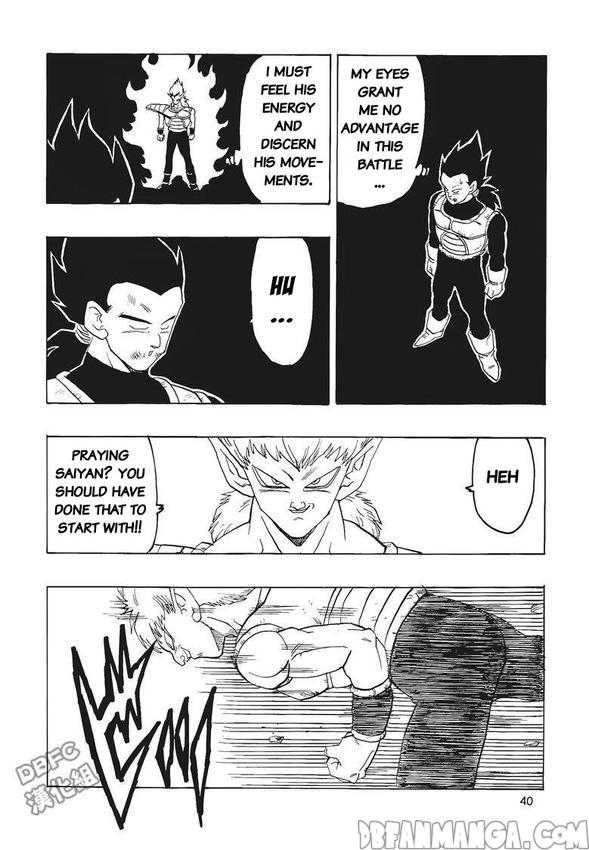 MY EYES
GRANT
ME NO
ADVANTAGE
IN THIS
BATTLE
...
I MUST
FEEL HIS
ENERGY
AND
DISCERN
HIS MOVE-
MENTS.
HU
...
HEH
PRAYING
SAIYAN? YOU
SHOULD HAVE
DONE THAT TO
START WITH!!
DBFC
漢化組
40
DBFANMANGA.COM